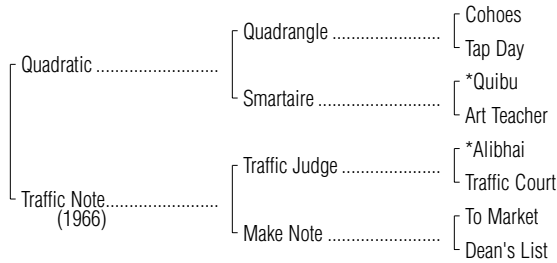 Cohoes
Quadrangle ......................
Tap Day
Quadratic .........................
*Quibu
Smartaire .........................
Art Teacher
*Alibhai
Traffic Judge .....................
Traffic Court
Traffic Note.......................
(1966)
To Market
Make Note ........................
Dean's List